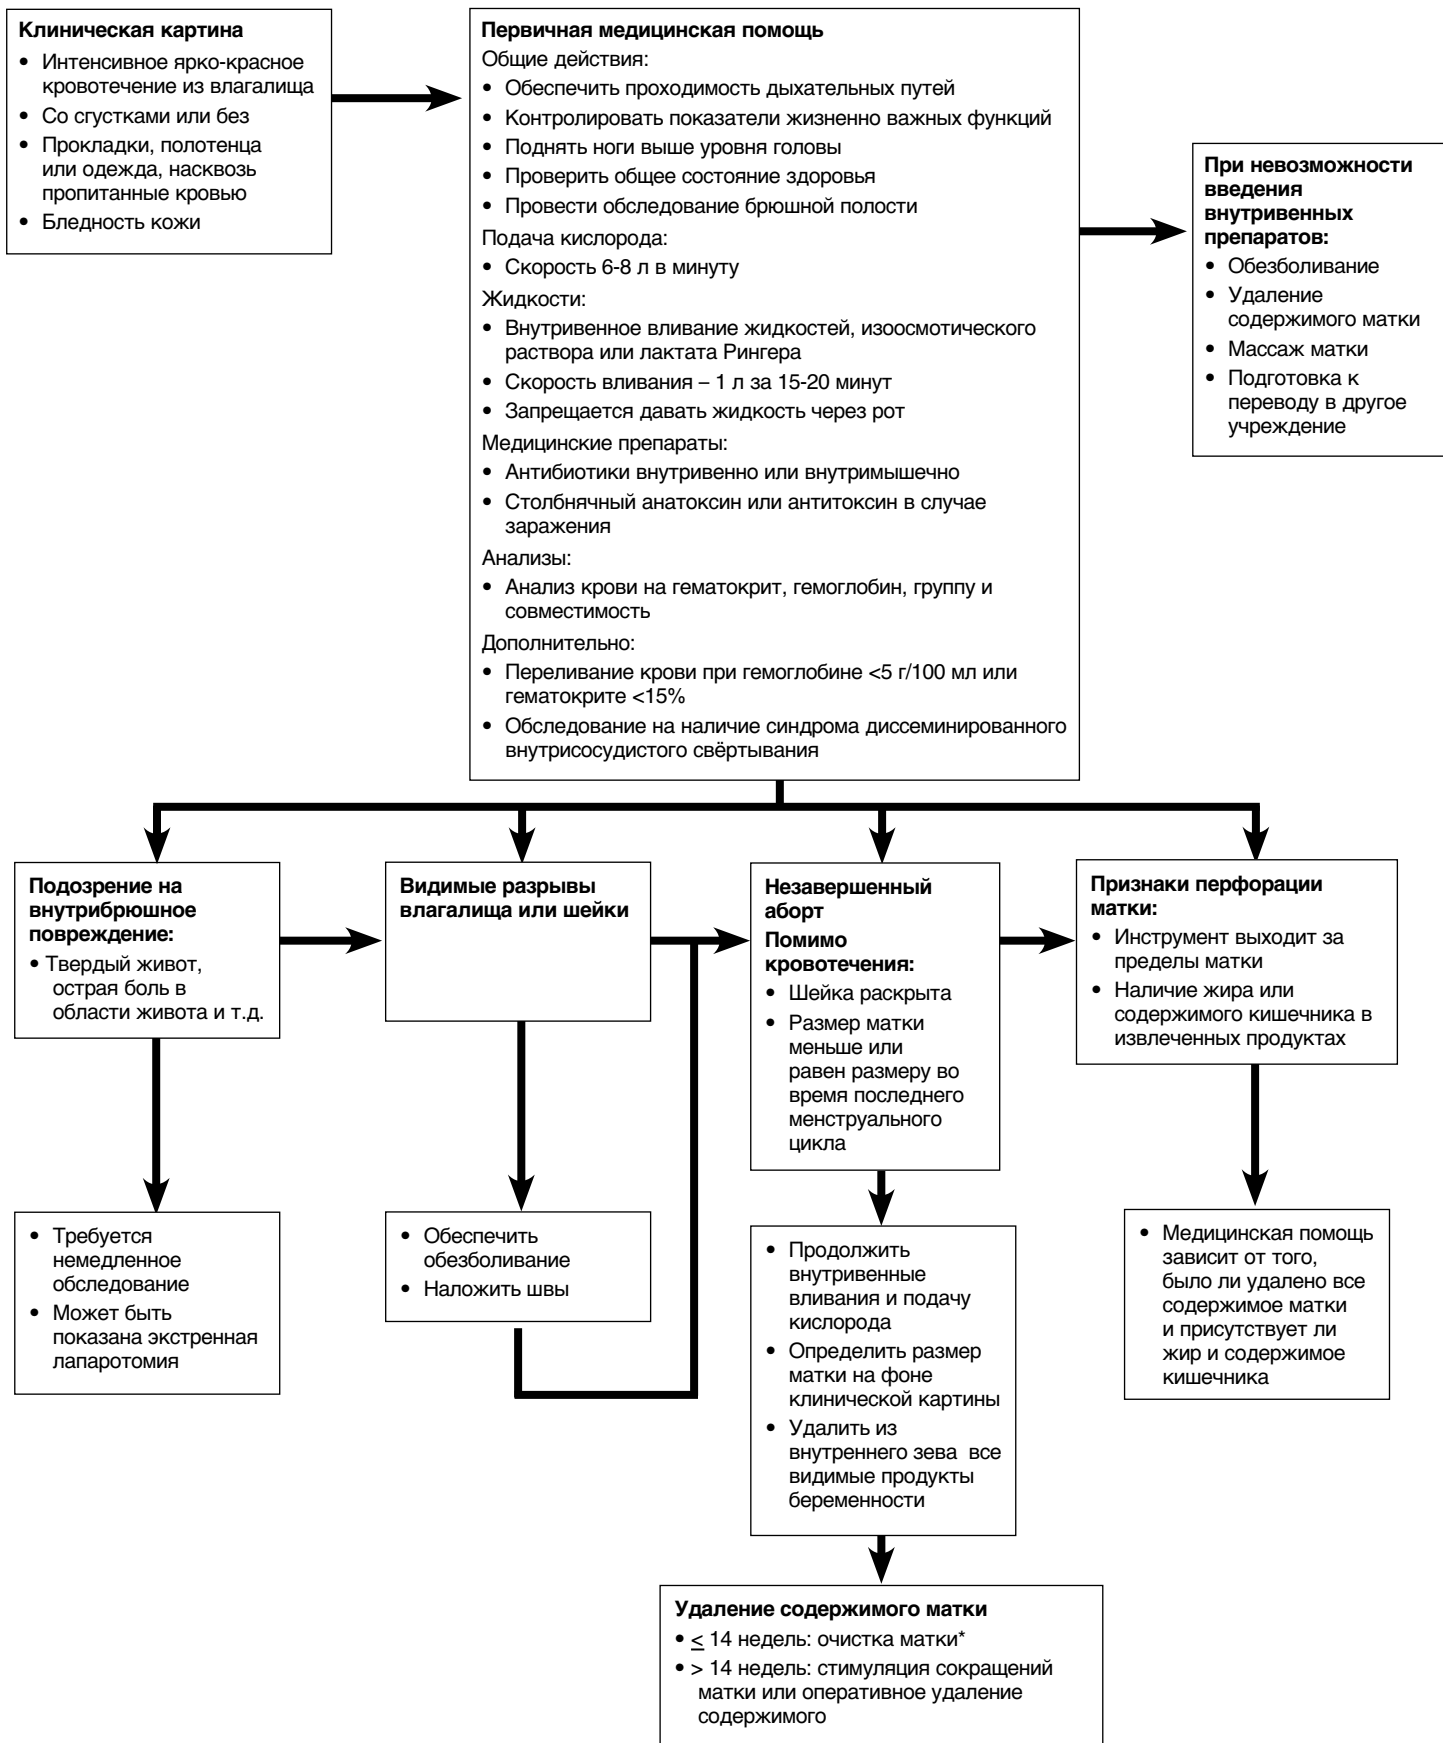 Клиническая картина
• Интенсивное ярко-красное
кровотечение из влагалища
• Со сгустками или без
• Прокладки, полотенца
или одежда, насквозь
пропитанные кровью
• Бледность кожи
Первичная медицинская помощь
Общие действия:
• Обеспечить проходимость дыхательных путей
• Контролировать показатели жизненно важных функций
• Поднять ноги выше уровня головы
• Проверить общее состояние здоровья
• Провести обследование брюшной полости
Подача кислорода:
• Скорость 6-8 л в минуту
Жидкости:
• Внутривенное вливание жидкостей, изоосмотического
раствора или лактата Рингера
• Скорость вливания – 1 л за 15-20 минут
• Запрещается давать жидкость через рот
Медицинские препараты:
• Антибиотики внутривенно или внутримышечно
• Столбнячный анатоксин или антитоксин в случае
заражения
Анализы:
• Анализ крови на гематокрит, гемоглобин, группу и
совместимость
Дополнительно:
• Переливание крови при гемоглобине <5 г/100 мл или
гематокрите <15%
• Обследование на наличие синдрома диссеминированного
внутрисосудистого свёртывания
При невозможности
введения
внутривенных
препаратов:
• Обезболивание
• Удаление
содержимого матки
• Массаж матки
• Подготовка к
переводу в другое
учреждение
Подозрение на
внутрибрюшное
повреждение:
• Твердый живот,
острая боль в
области живота и т.д.
Видимые разрывы
влагалища или шейки
Незавершенный
аборт
Помимо
кровотечения:
• Шейка раскрыта
• Размер матки
меньше или
равен размеру во
время последнего
менструального
цикла
Признаки перфорации
матки:
• Инструмент выходит за
пределы матки
• Наличие жира или
содержимого кишечника в
извлеченных продуктах
• Требуется
немедленное
обследование
• Может быть
показана экстренная
лапаротомия
• Обеспечить
обезболивание
• Наложить швы
• Продолжить
внутривенные
вливания и подачу
кислорода
• Определить размер
матки на фоне
клинической картины
• Удалить из
внутреннего зева все
видимые продукты
беременности
• Медицинская помощь
зависит от того,
было ли удалено все
содержимое матки
и присутствует ли
жир и содержимое
кишечника
Удаление содержимого матки
• ≤ 14 недель: очистка матки*
• > 14 недель: стимуляция сокращений
матки или оперативное удаление
содержимого